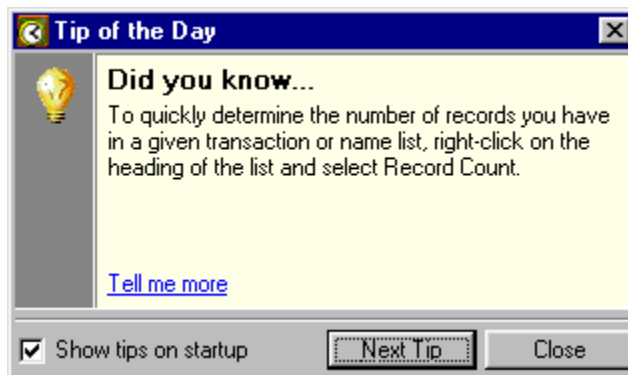 Tip of the Day
Did you know...
To quickly determine the number of records you have
in a given transaction or name list, right-click on the
heading of the list and select Record Count.
Tell me more
Show tips on startup
Next Tip
Close